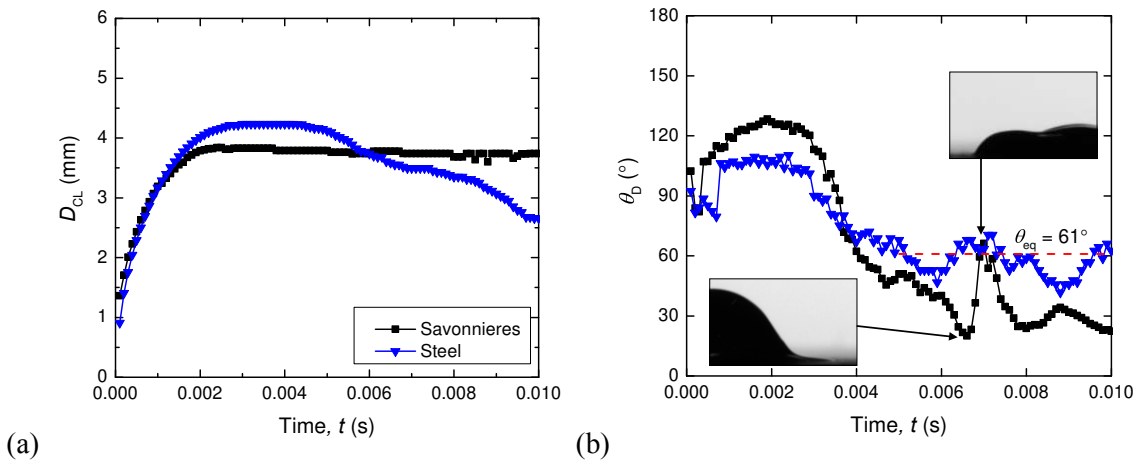 6
5
4
3
2
1
0
D_CL (mm)
0.000 0.002 0.004 0.006 0.008 0.010
Time, t (s)
Savonnieres
Steel
(a)
180
150
120
90
60
30
0
θ_D (°)
θ_eq = 61°
0.000 0.002 0.004 0.006 0.008 0.010
Time, t (s)
(b)